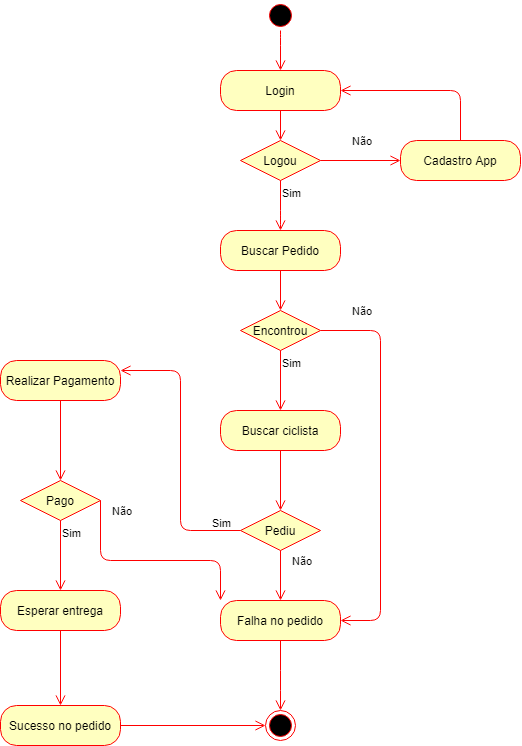 Login
Logou
Não
Cadastro App
Sim
Buscar Pedido
Encontrou
Não
Sim
Realizar Pagamento
Buscar ciclista
Pago
Não
Sim
Sim
Pediu
Não
Esperar entrega
Falha no pedido
Sucesso no pedido